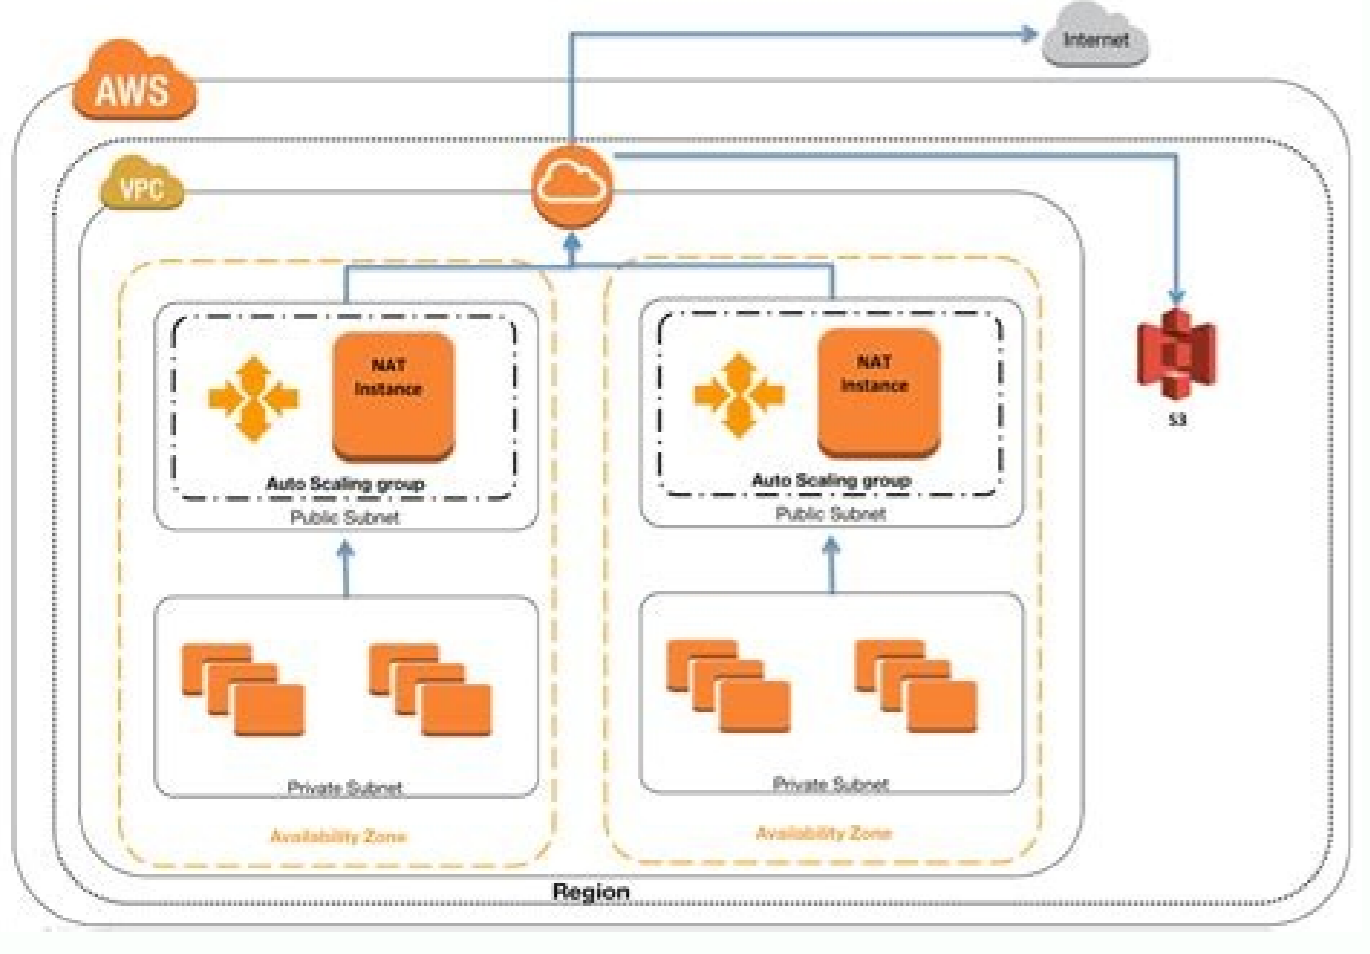 Internet
AWS
VPC
NAT
Instance
Auto Scaling group
Public Subnet
NAT
Instance
Auto Scaling group
Public Subnet
S3
Private Subnet
Availability Zone
Private Subnet
Availability Zone
Region